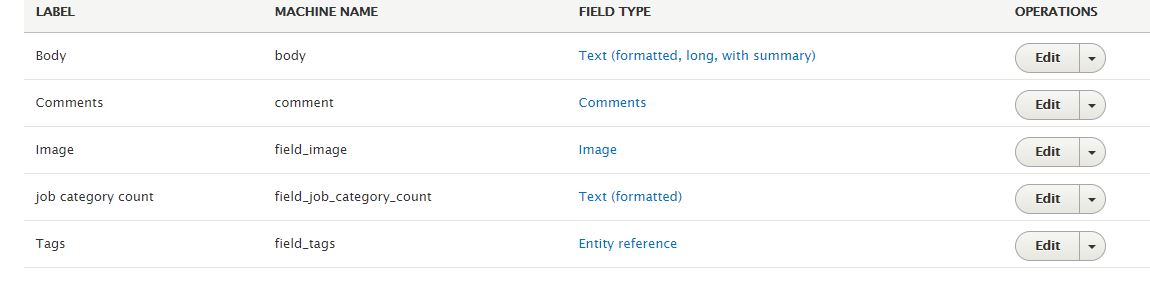 LABEL MACHINE NAME FIELD TYPE OPERATIONS
Body body Text (formatted, long, with summary) Edit
Comments comment Comments Edit
Image field_image Image Edit
job category count field_job_category_count Text (formatted) Edit
Tags field_tags Entity reference Edit